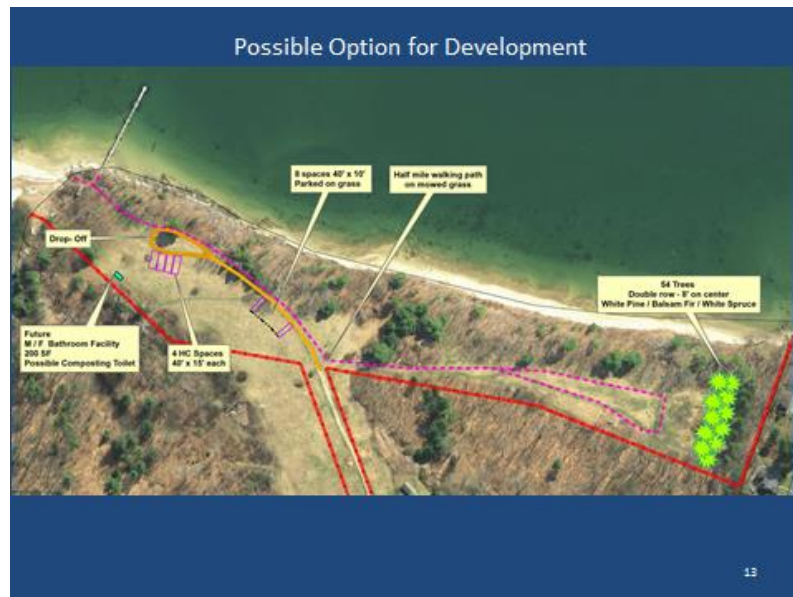 Possible Option for Development
8 spaces 40' x 10'
Parked on grass
Half mile walking path
on mowed grass
Drop- Off
54 Trees
Double row - 8' on center
White Pine / Balsam Fir / White Spruce
Future
M / F Bathroom Facility
200 SF
Possible Composting Toilet
4 HC Spaces
40' x 15' each
13